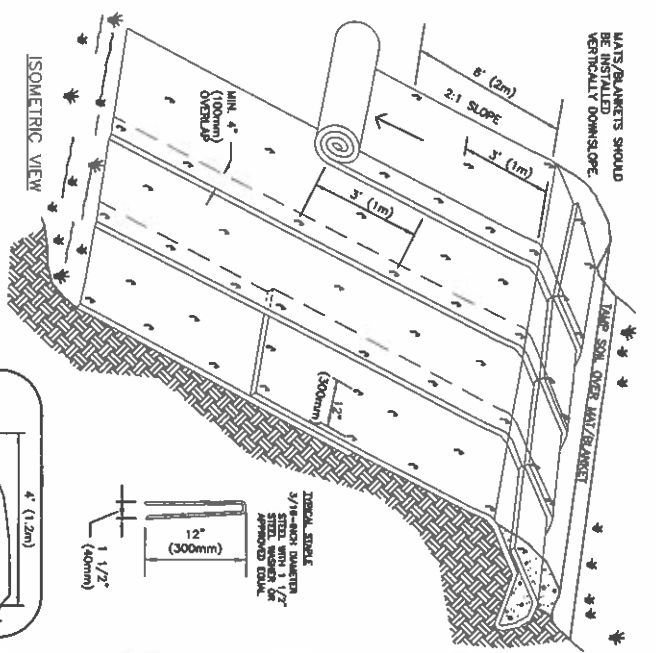 MATS/BLANKETS SHOULD
BE INSTALLED
VERTICALLY DOWNSLOPE
6' (2m)
2:1 SLOPE
3' (1m)
TAMP SOIL OVER MAT/BLANKET
MIN. 4"
(100mm)
OVERLAP
3' (1m)
12"
(300mm)
ISOMETRIC VIEW
TYPICAL STAPLE
3/16-INCH DIAMETER
STEEL WITH 1 1/2"
STEEL WASHER OR
APPROVED EQUAL
12"
(300mm)
1 1/2"
(40mm)
4' (1.2m)